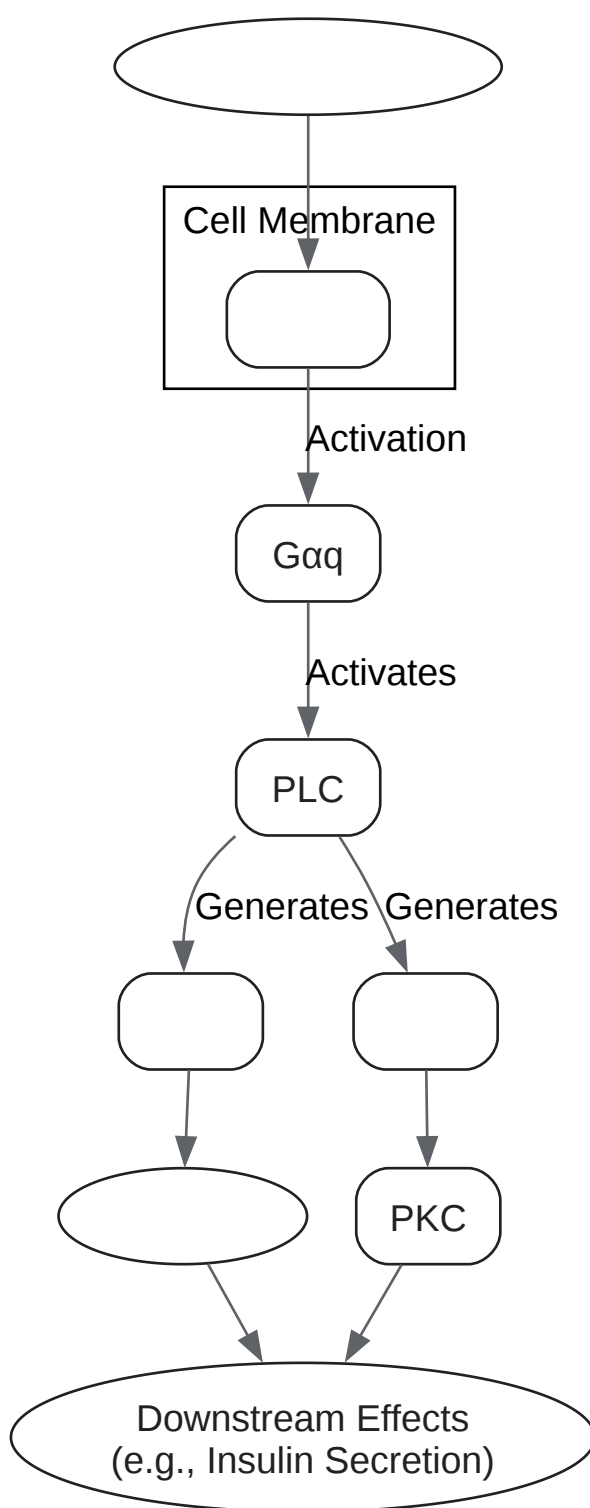 Cell Membrane
Activation
Gαq
Activates
PLC
Generates
Generates
PKC
Downstream Effects
(e.g., Insulin Secretion)